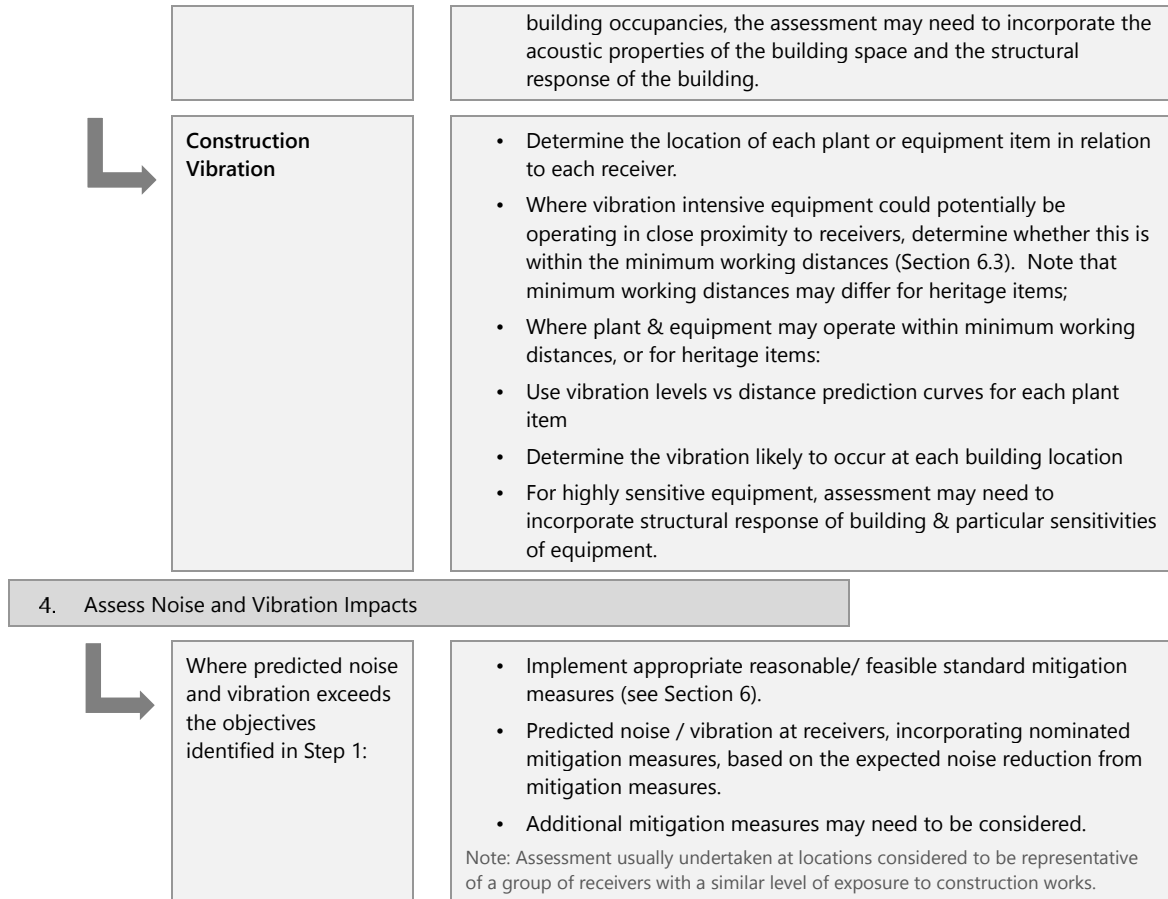 building occupancies, the assessment may need to incorporate the
acoustic properties of the building space and the structural
response of the building.
Construction
Vibration
• Determine the location of each plant or equipment item in relation
to each receiver.
• Where vibration intensive equipment could potentially be
operating in close proximity to receivers, determine whether this is
within the minimum working distances (Section 6.3).  Note that
minimum working distances may differ for heritage items;
• Where plant & equipment may operate within minimum working
distances, or for heritage items:
• Use vibration levels vs distance prediction curves for each plant
item
• Determine the vibration likely to occur at each building location
• For highly sensitive equipment, assessment may need to
incorporate structural response of building & particular sensitivities
of equipment.
4. Assess Noise and Vibration Impacts
Where predicted noise
and vibration exceeds
the objectives
identified in Step 1:
• Implement appropriate reasonable/ feasible standard mitigation
measures (see Section 6).
• Predicted noise / vibration at receivers, incorporating nominated
mitigation measures, based on the expected noise reduction from
mitigation measures.
• Additional mitigation measures may need to be considered.
Note: Assessment usually undertaken at locations considered to be representative
of a group of receivers with a similar level of exposure to construction works.